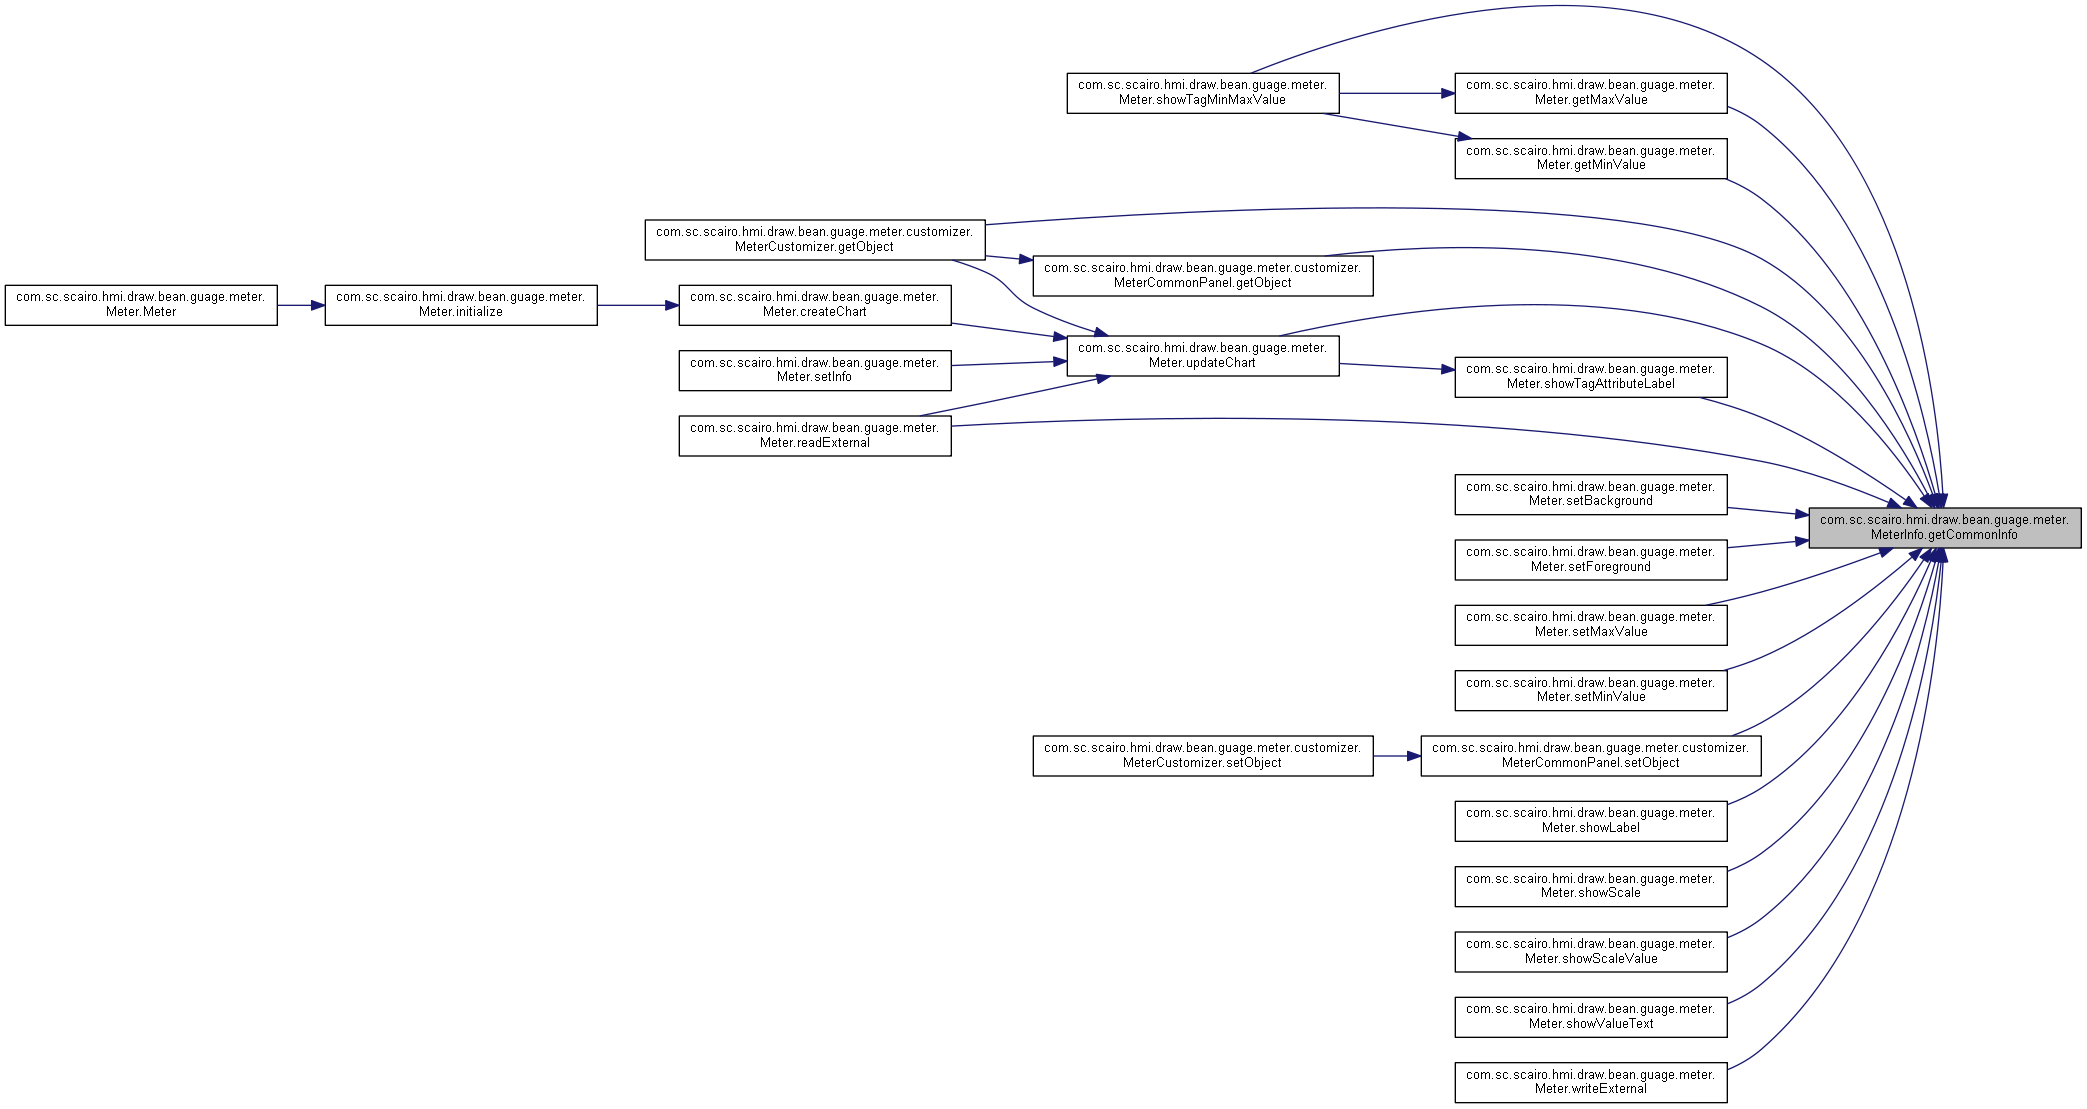 com.sc.scairo.hmi.draw.bean.guage.meter.
Meter.showTagMinMaxValue
com.sc.scairo.hmi.draw.bean.guage.meter.
Meter.getMaxValue
com.sc.scairo.hmi.draw.bean.guage.meter.
Meter.getMinValue
com.sc.scairo.hmi.draw.bean.guage.meter.customizer.
MeterCustomizer.getObject
com.sc.scairo.hmi.draw.bean.guage.meter.customizer.
MeterCommonPanel.getObject
com.sc.scairo.hmi.draw.bean.guage.meter.
Meter.Meter
com.sc.scairo.hmi.draw.bean.guage.meter.
Meter.initialize
com.sc.scairo.hmi.draw.bean.guage.meter.
Meter.createChart
com.sc.scairo.hmi.draw.bean.guage.meter.
Meter.updateChart
com.sc.scairo.hmi.draw.bean.guage.meter.
Meter.setInfo
com.sc.scairo.hmi.draw.bean.guage.meter.
Meter.showTagAttributeLabel
com.sc.scairo.hmi.draw.bean.guage.meter.
Meter.readExternal
com.sc.scairo.hmi.draw.bean.guage.meter.
Meter.setBackground
com.sc.scairo.hmi.draw.bean.guage.meter.
MeterInfo.getCommonInfo
com.sc.scairo.hmi.draw.bean.guage.meter.
Meter.setForeground
com.sc.scairo.hmi.draw.bean.guage.meter.
Meter.setMaxValue
com.sc.scairo.hmi.draw.bean.guage.meter.
Meter.setMinValue
com.sc.scairo.hmi.draw.bean.guage.meter.customizer.
MeterCustomizer.setObject
com.sc.scairo.hmi.draw.bean.guage.meter.customizer.
MeterCommonPanel.setObject
com.sc.scairo.hmi.draw.bean.guage.meter.
Meter.showLabel
com.sc.scairo.hmi.draw.bean.guage.meter.
Meter.showScale
com.sc.scairo.hmi.draw.bean.guage.meter.
Meter.showScaleValue
com.sc.scairo.hmi.draw.bean.guage.meter.
Meter.showValueText
com.sc.scairo.hmi.draw.bean.guage.meter.
Meter.writeExternal